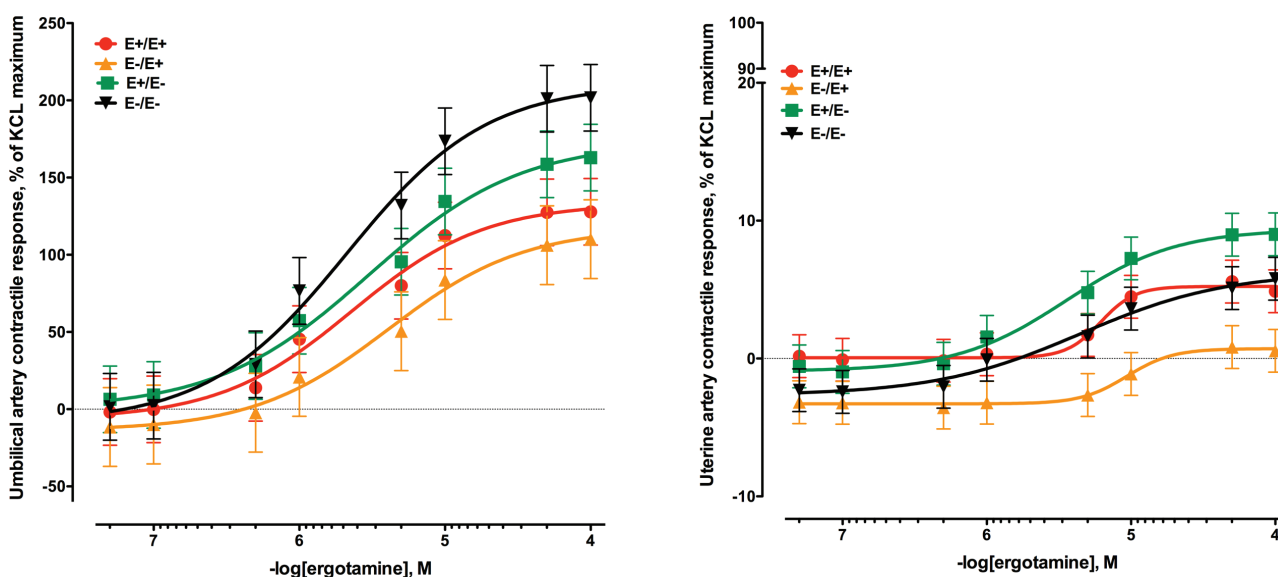 Umbilical artery contractile response, % of KCL maximum
250
200
150
100
50
0
-50
E+/E+
E-/E+
E+/E-
E-/E-
7 6 5 4
-log[ergotamine], M
Uterine artery contractile response, % of KCL maximum
100
90
20
10
0
-10
E+/E+
E-/E+
E+/E-
E-/E-
7 6 5 4
-log[ergotamine], M